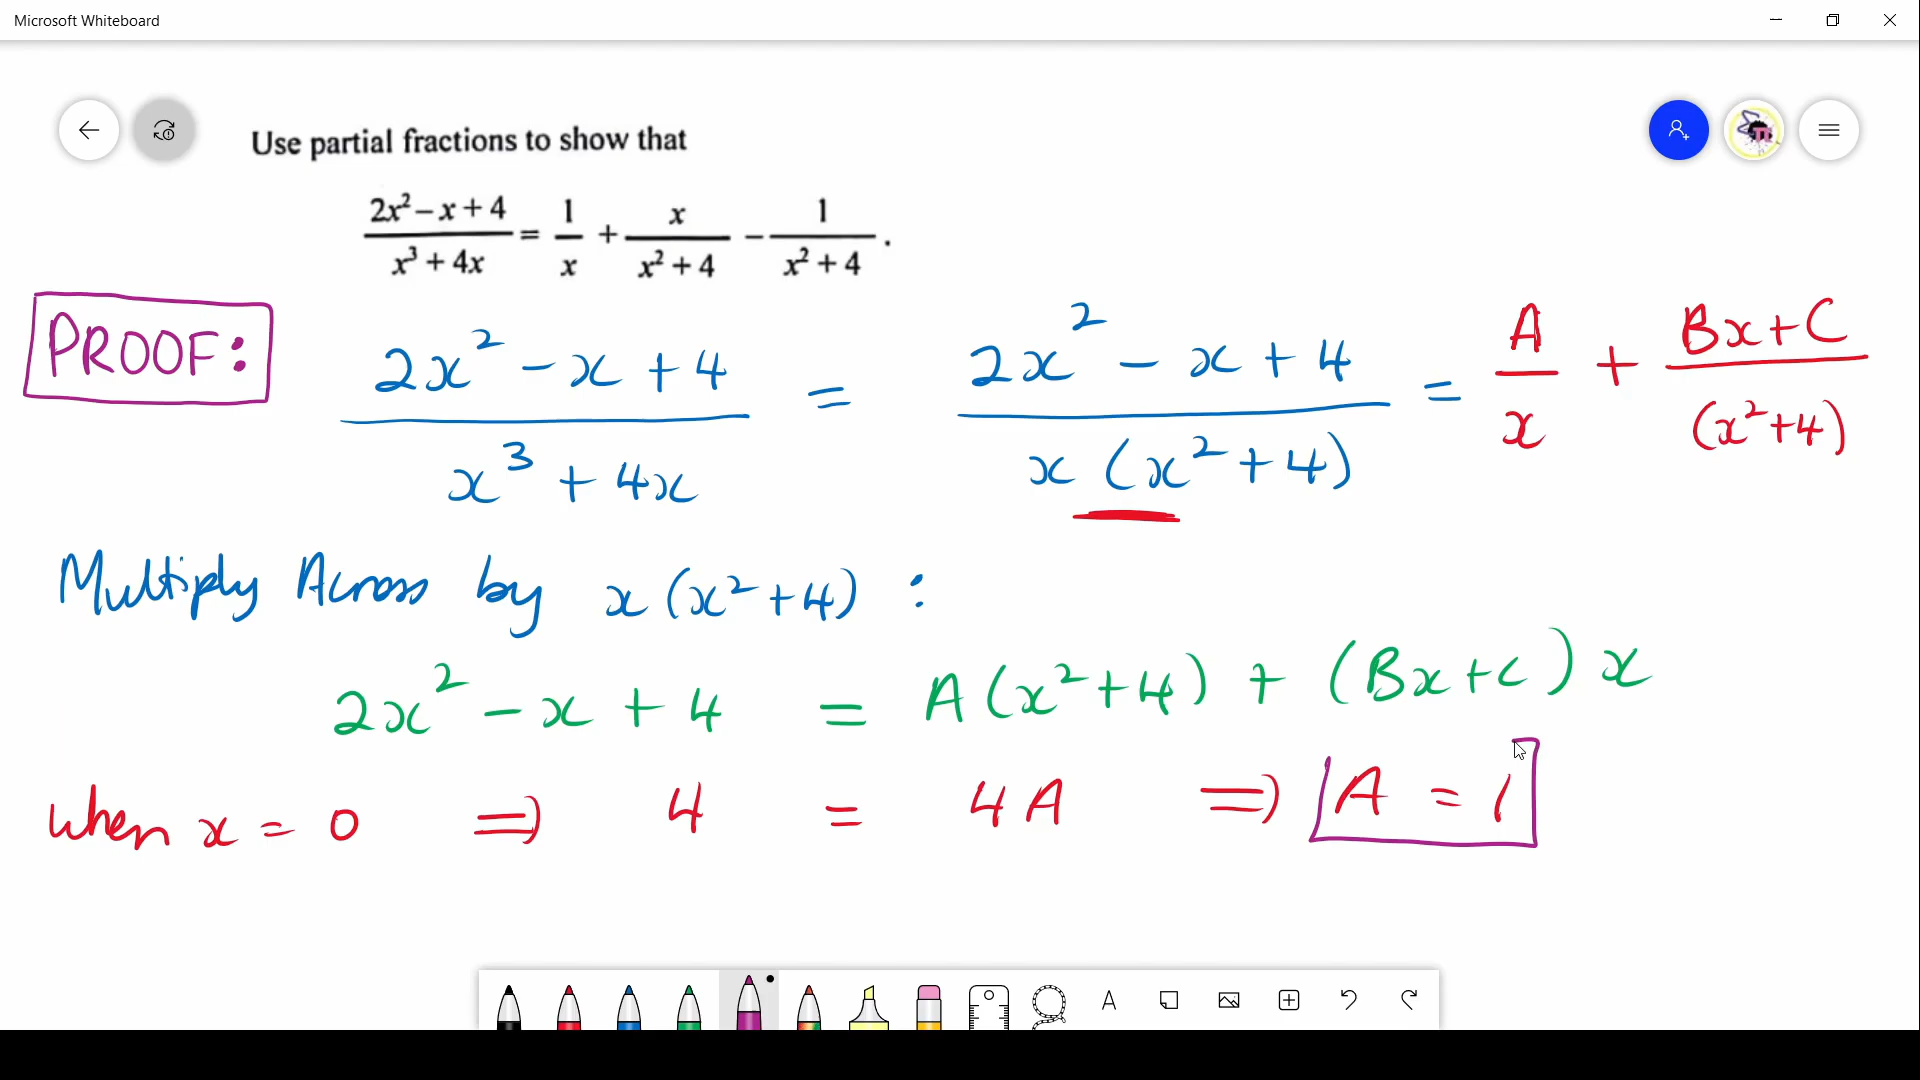 Microsoft Whiteboard
Use partial fractions to show that
(2x² – x + 4)/(x³ + 4x) = 1/x + x/(x² + 4) – 1/(x² + 4).
PROOF:
(2x² – x + 4)/(x³ + 4x) = (2x² – x + 4)/(x(x² + 4)) = A/x + (Bx+C)/(x²+4)
Multiply Across by x(x²+4) :
2x² – x + 4 = A(x²+4) + (Bx+C)x
when x = 0 ⇒ 4 = 4A ⇒ A = 1